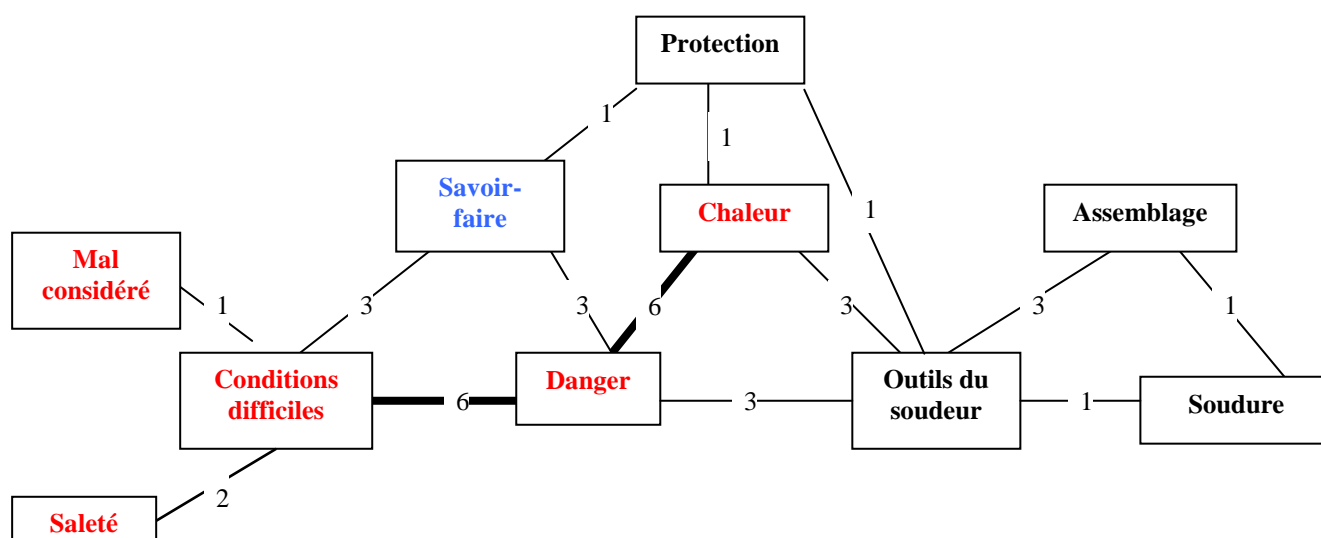 Protection
1
1
Savoir-
faire
Chaleur
1
Assemblage
Mal
considéré
1
3
3
6
3
3
1
Conditions
difficiles
6
Danger
3
Outils du
soudeur
1
Soudure
2
Saleté